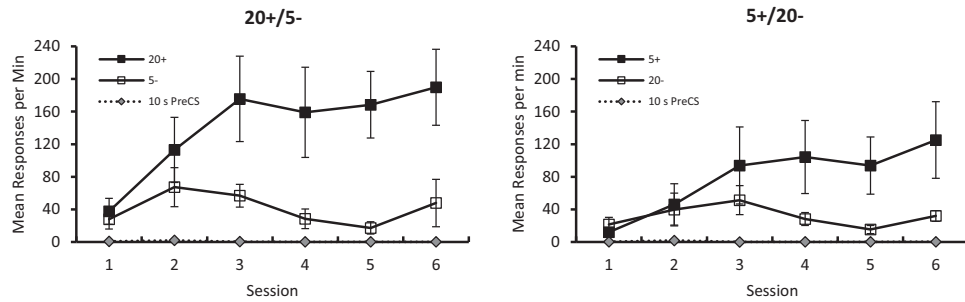 20+/5-
Mean Responses per Min
240
200
160
120
80
40
0
20+
5-
10 s PreCS
1 2 3 4 5 6
Session
5+/20-
Mean Responses per min
240
200
160
120
80
40
0
5+
20-
10 s PreCS
1 2 3 4 5 6
Session